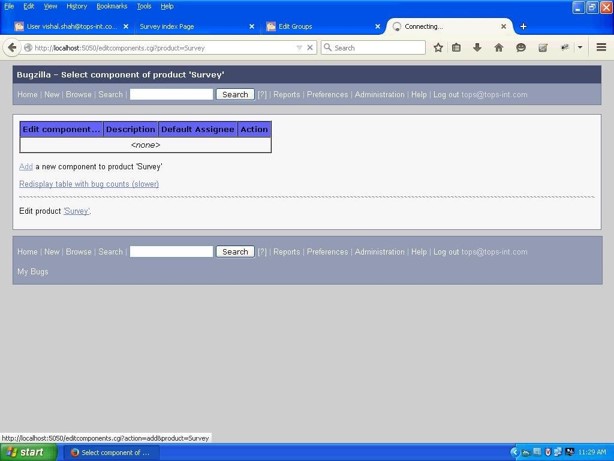 File Edit View History Bookmarks Tools Help
User vishal.shah@tops-int.co... Survey Index Page Edit Groups Connecting...
http://localhost:5050/editcomponents.cgi?product=Survey Search
Bugzilla – Select component of product 'Survey'
Home | New | Browse | Search | Search [?] | Reports | Preferences | Administration | Help | Log out tops@tops-int.com
Edit component... Description Default Assignee Action
<none>
Add a new component to product 'Survey'
Redisplay table with bug counts (slower)
Edit product 'Survey'.
Home | New | Browse | Search | Search [?] | Reports | Preferences | Administration | Help | Log out tops@tops-int.com
My Bugs
http://localhost:5050/editcomponents.cgi?action=add&product=Survey
start Select component of ... 11:29 AM